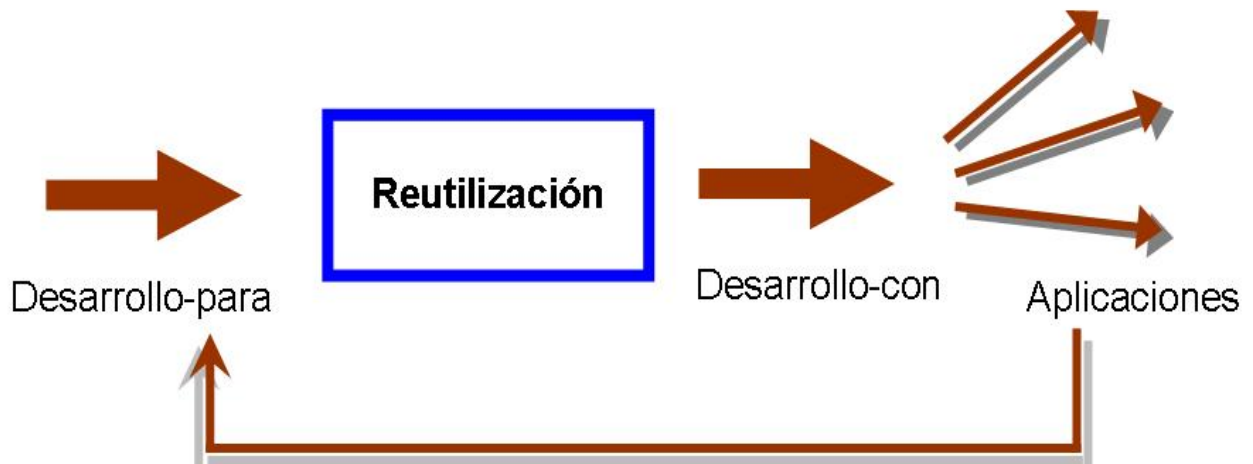 Reutilización
Desarrollo-para
Desarrollo-con
Aplicaciones